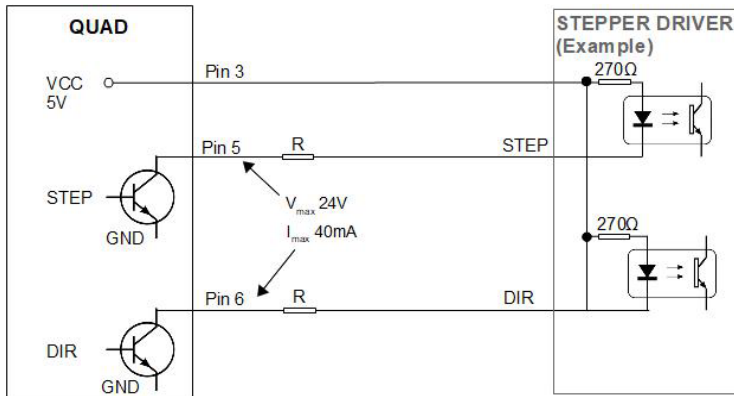 QUAD
STEPPER DRIVER
(Example)
VCC
5V
Pin 3
270Ω
Pin 5
R
STEP
STEP
GND
Vmax 24V
Imax 40mA
270Ω
Pin 6
R
DIR
DIR
GND